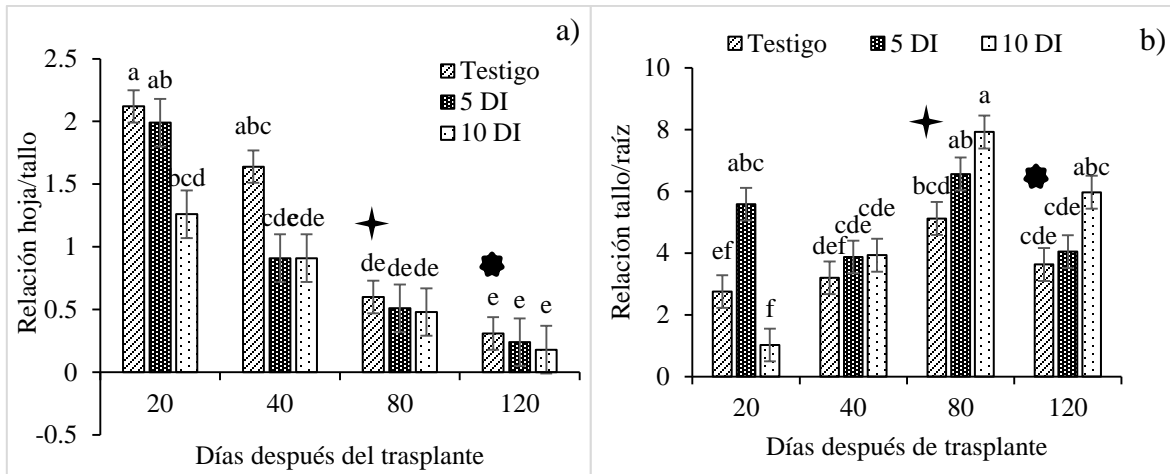 a)
Testigo
5 DI
10 DI
2.5
2
1.5
1
0.5
0
-0.5
Relación hoja/tallo
a ab bcd
abc cde cde
de de de
e e e
20 40 80 120
Días después del trasplante
Testigo 5 DI 10 DI b)
10
8
6
4
2
0
Relación tallo/raíz
ef abc f
def cde cde
bcd ab a
cde cde abc
20 40 80 120
Días después de trasplante